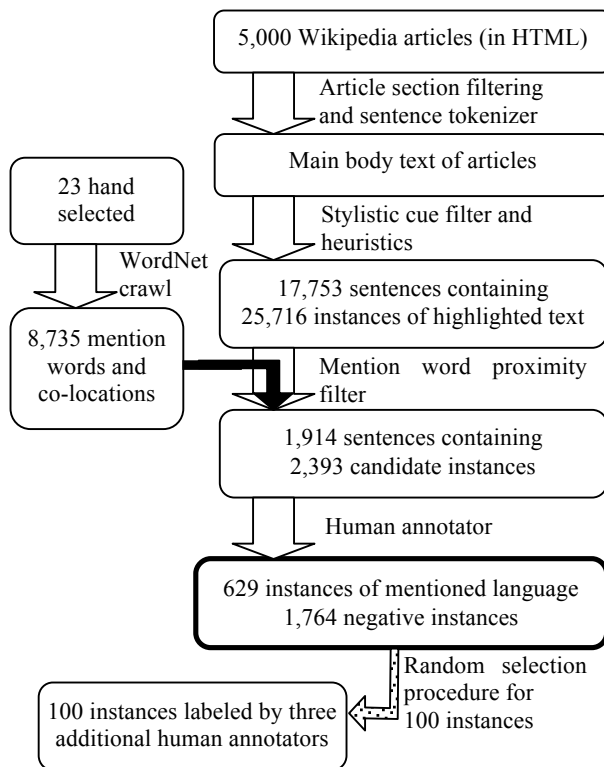 5,000 Wikipedia articles (in HTML)
Article section filtering
and sentence tokenizer
Main body text of articles
23 hand
selected
Stylistic cue filter and
heuristics
WordNet
crawl
17,753 sentences containing
25,716 instances of highlighted text
8,735 mention
words and
co-locations
Mention word proximity
filter
1,914 sentences containing
2,393 candidate instances
Human annotator
629 instances of mentioned language
1,764 negative instances
Random selection
procedure for
100 instances
100 instances labeled by three
additional human annotators